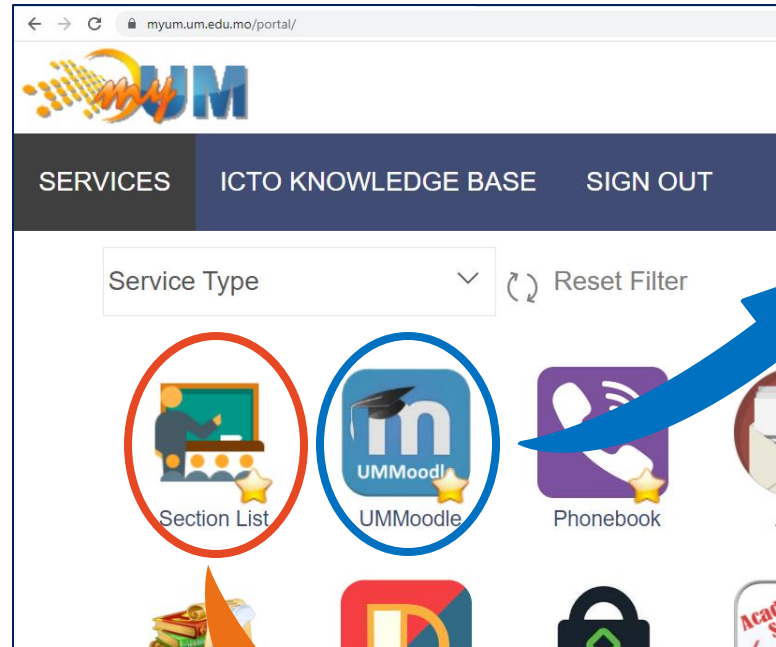 myum.um.edu.mo/portal/
myUM
SERVICES ICTO KNOWLEDGE BASE SIGN OUT
Service Type Reset Filter
m
UMMoodle
Section List UMMoodle Phonebook